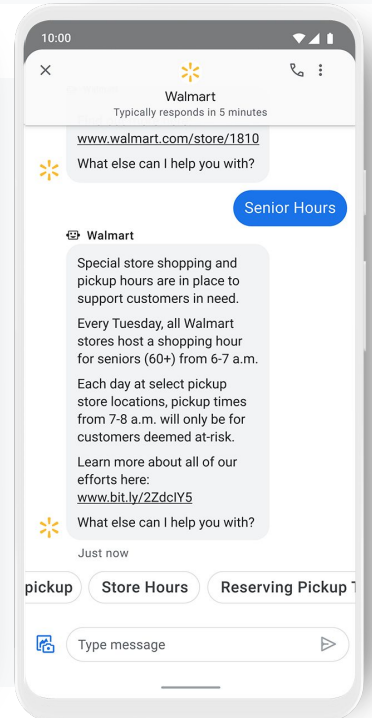 10:00
Walmart
Typically responds in 5 minutes
www.walmart.com/store/1810
What else can I help you with?
Senior Hours
Walmart
Special store shopping and
pickup hours are in place to
support customers in need.
Every Tuesday, all Walmart
stores host a shopping hour
for seniors (60+) from 6-7 a.m.
Each day at select pickup
store locations, pickup times
from 7-8 a.m. will only be for
customers deemed at-risk.
Learn more about all of our
efforts here:
www.bit.ly/2ZdcIY5
What else can I help you with?
Just now
pickup
Store Hours
Reserving Pickup
Type message